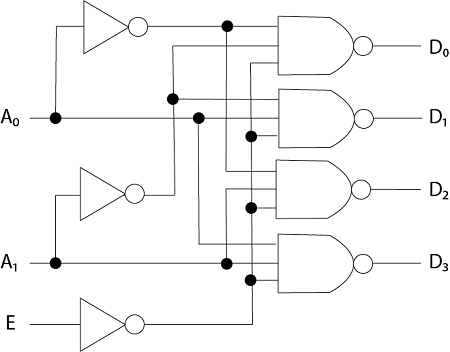 D₀
A₀
D₁
D₂
A₁
D₃
E